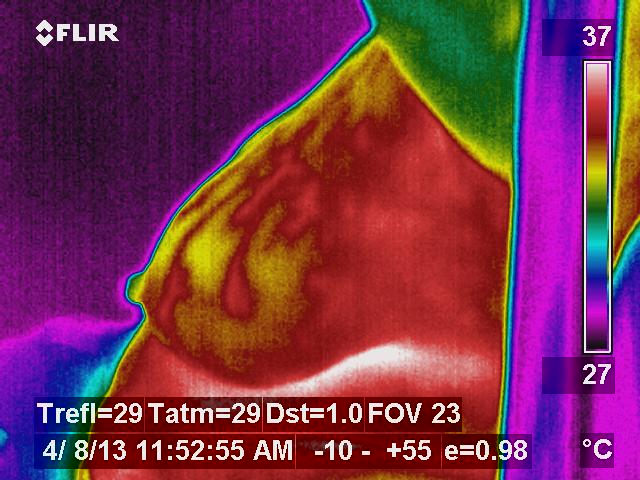 FLIR
37
27
Trefl=29 Tatm=29 Dst=1.0 FOV 23
4/ 8/13 11:52:55 AM -10 - +55 e=0.98 °C